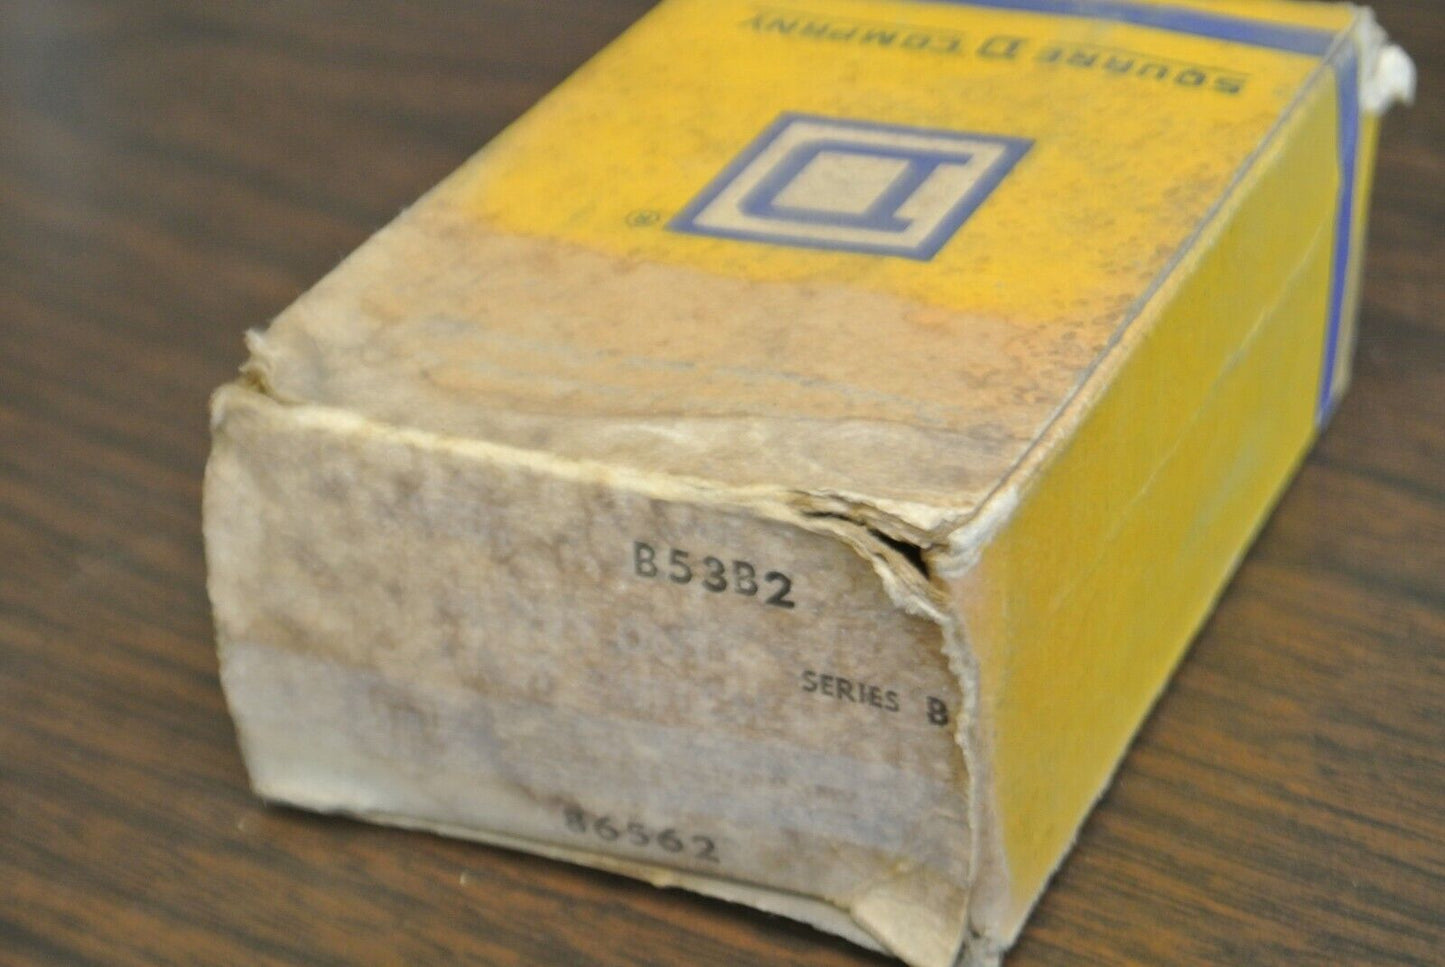 SQUARE D COMPANY
D
®
B53B2
SERIES B
86562